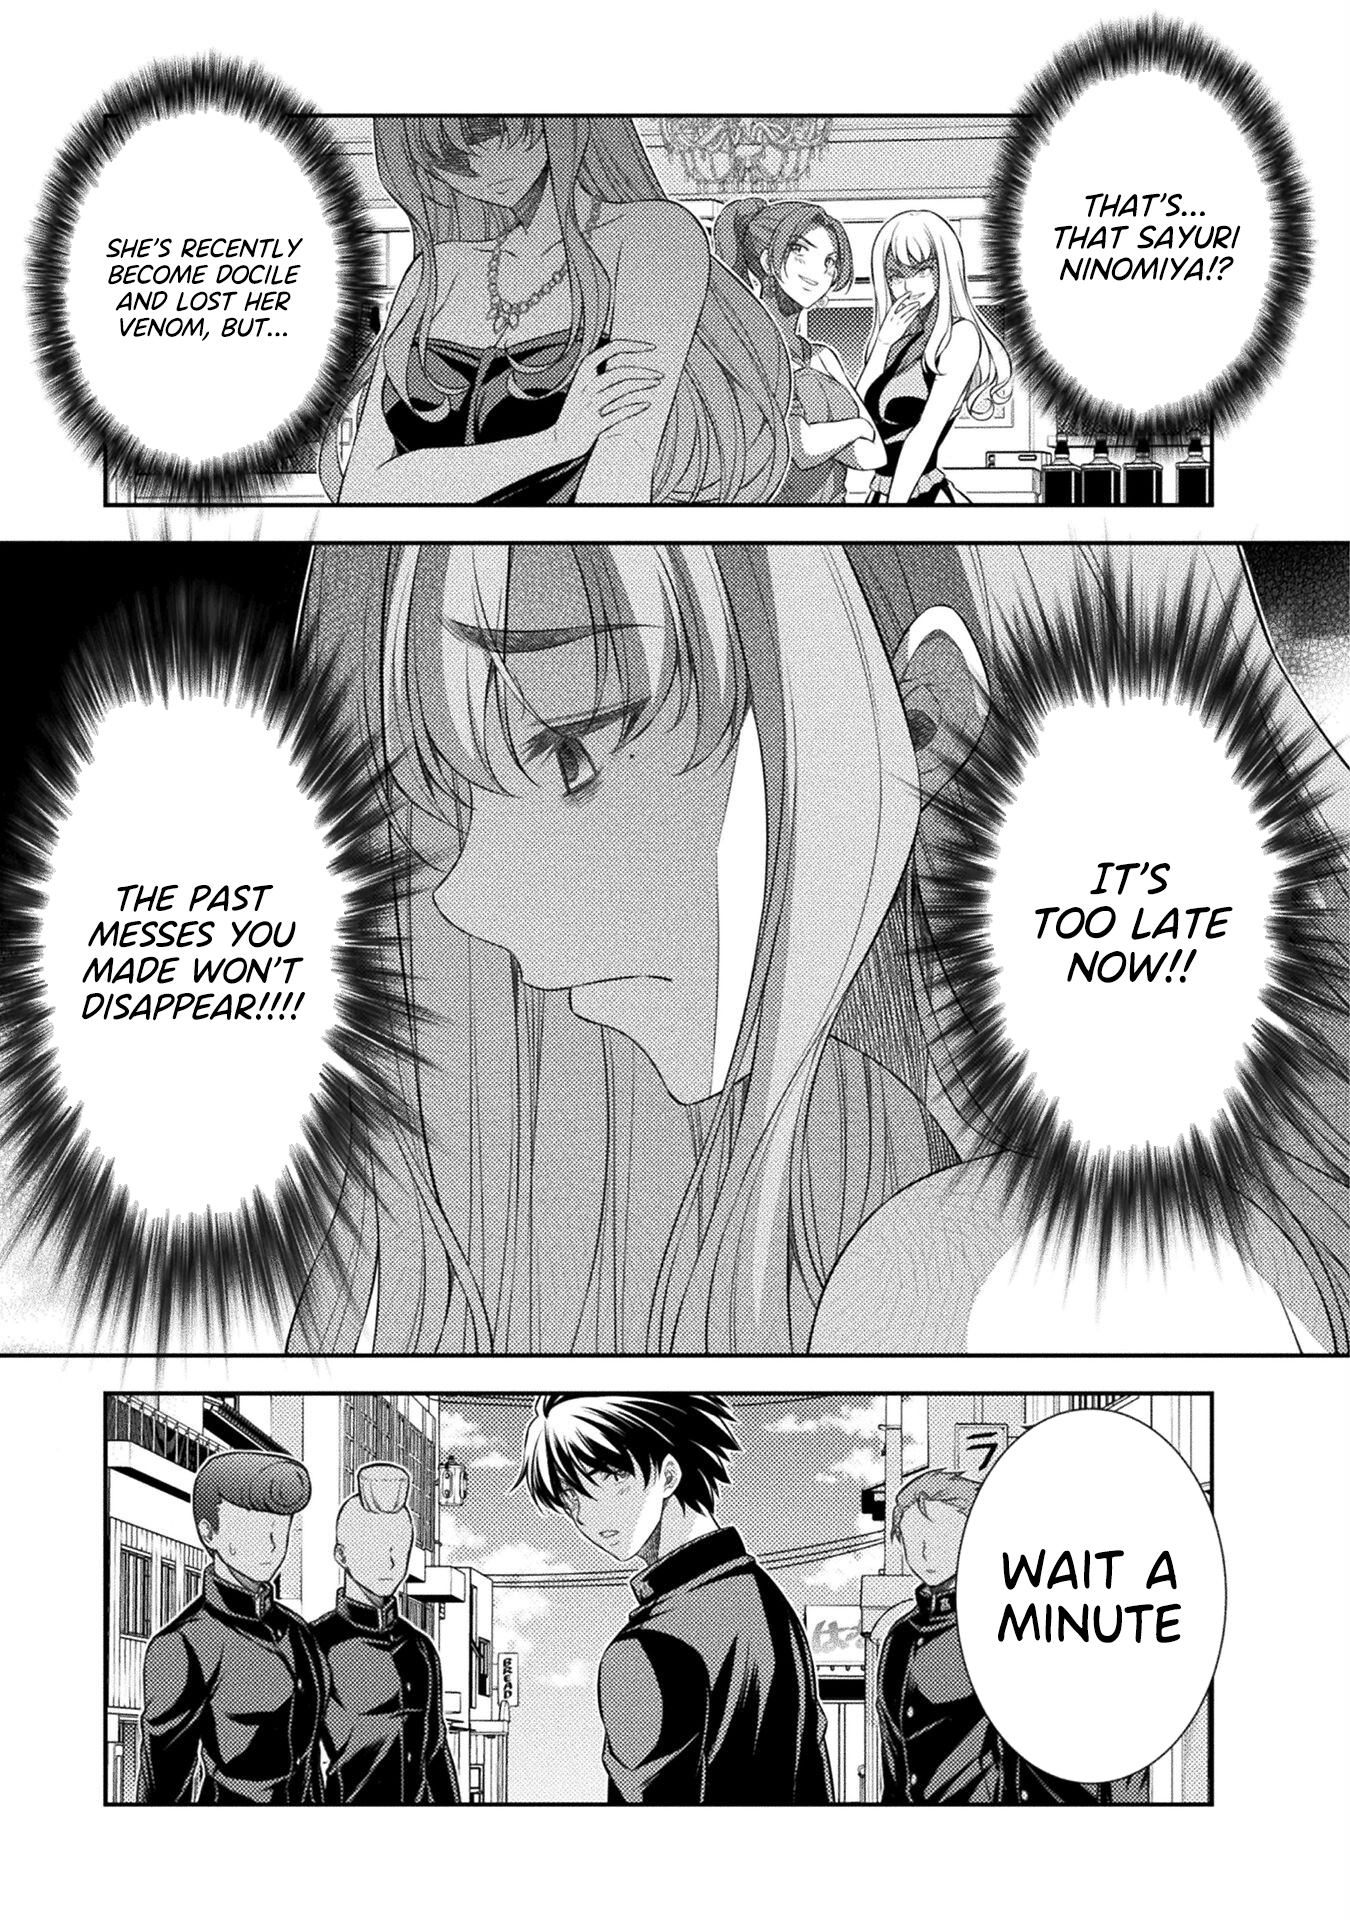 THAT'S...
THAT SAYURI
NINOMIYA!?
SHE'S RECENTLY
BECOME DOCILE
AND LOST HER
VENOM, BUT...
IT'S
TOO LATE
NOW!!
THE PAST
MESSES YOU
MADE WON'T
DISAPPEAR!!!!
WAIT A
MINUTE
ラ
BREAD